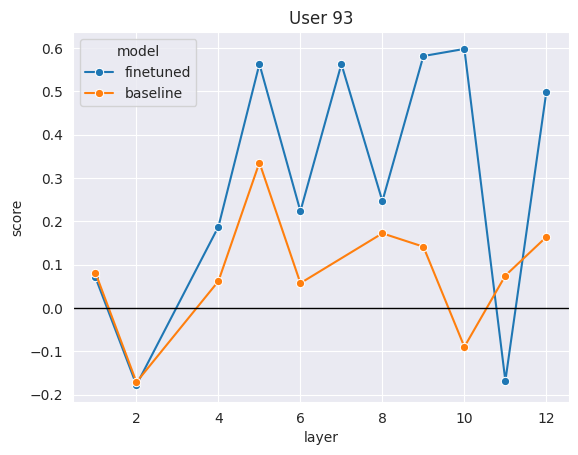 User 93
model
finetuned
baseline
0.6
0.5
0.4
0.3
0.2
0.1
0.0
−0.1
−0.2
score
2 4 6 8 10 12
layer